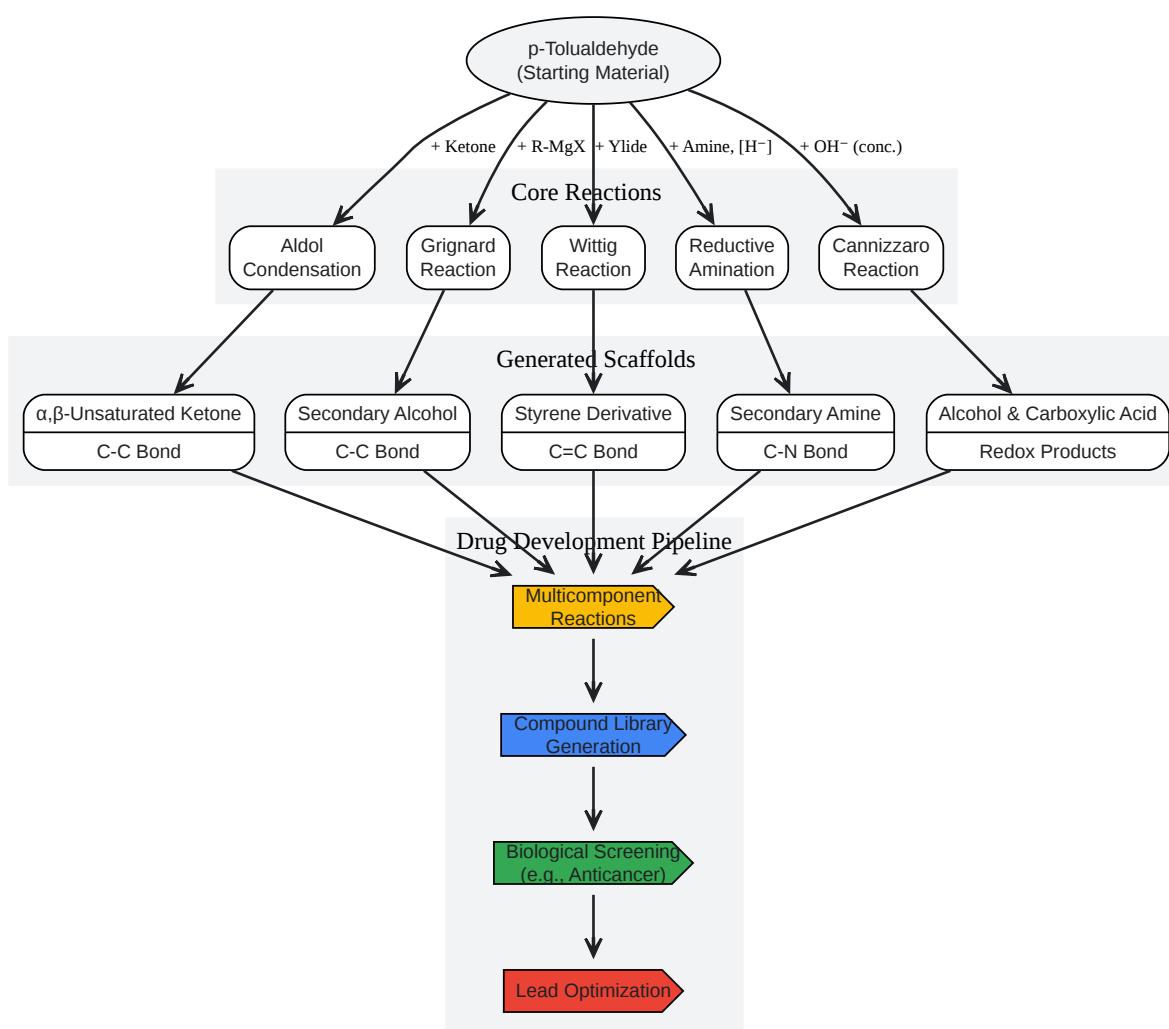 p-Tolualdehyde
(Starting Material)
+ Ketone
+ R-MgX
+ Ylide
+ Amine, [H⁻]
+ OH⁻ (conc.)
Core Reactions
Aldol
Condensation
Grignard
Reaction
Wittig
Reaction
Reductive
Amination
Cannizzaro
Reaction
Generated Scaffolds
α,β-Unsaturated Ketone
C-C Bond
Secondary Alcohol
C-C Bond
Styrene Derivative
C=C Bond
Secondary Amine
C-N Bond
Alcohol & Carboxylic Acid
Redox Products
Drug Development Pipeline
Multicomponent
Reactions
Compound Library
Generation
Biological Screening
(e.g., Anticancer)
Lead Optimization